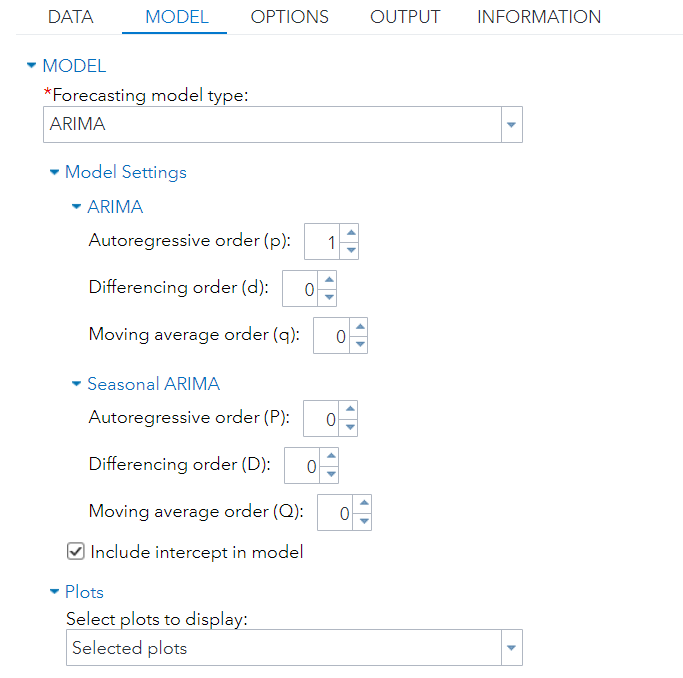 DATA MODEL OPTIONS OUTPUT INFORMATION
MODEL
*Forecasting model type:
ARIMA
Model Settings
ARIMA
Autoregressive order (p): 1
Differencing order (d): 0
Moving average order (q): 0
Seasonal ARIMA
Autoregressive order (P): 0
Differencing order (D): 0
Moving average order (Q): 0
Include intercept in model
Plots
Select plots to display:
Selected plots